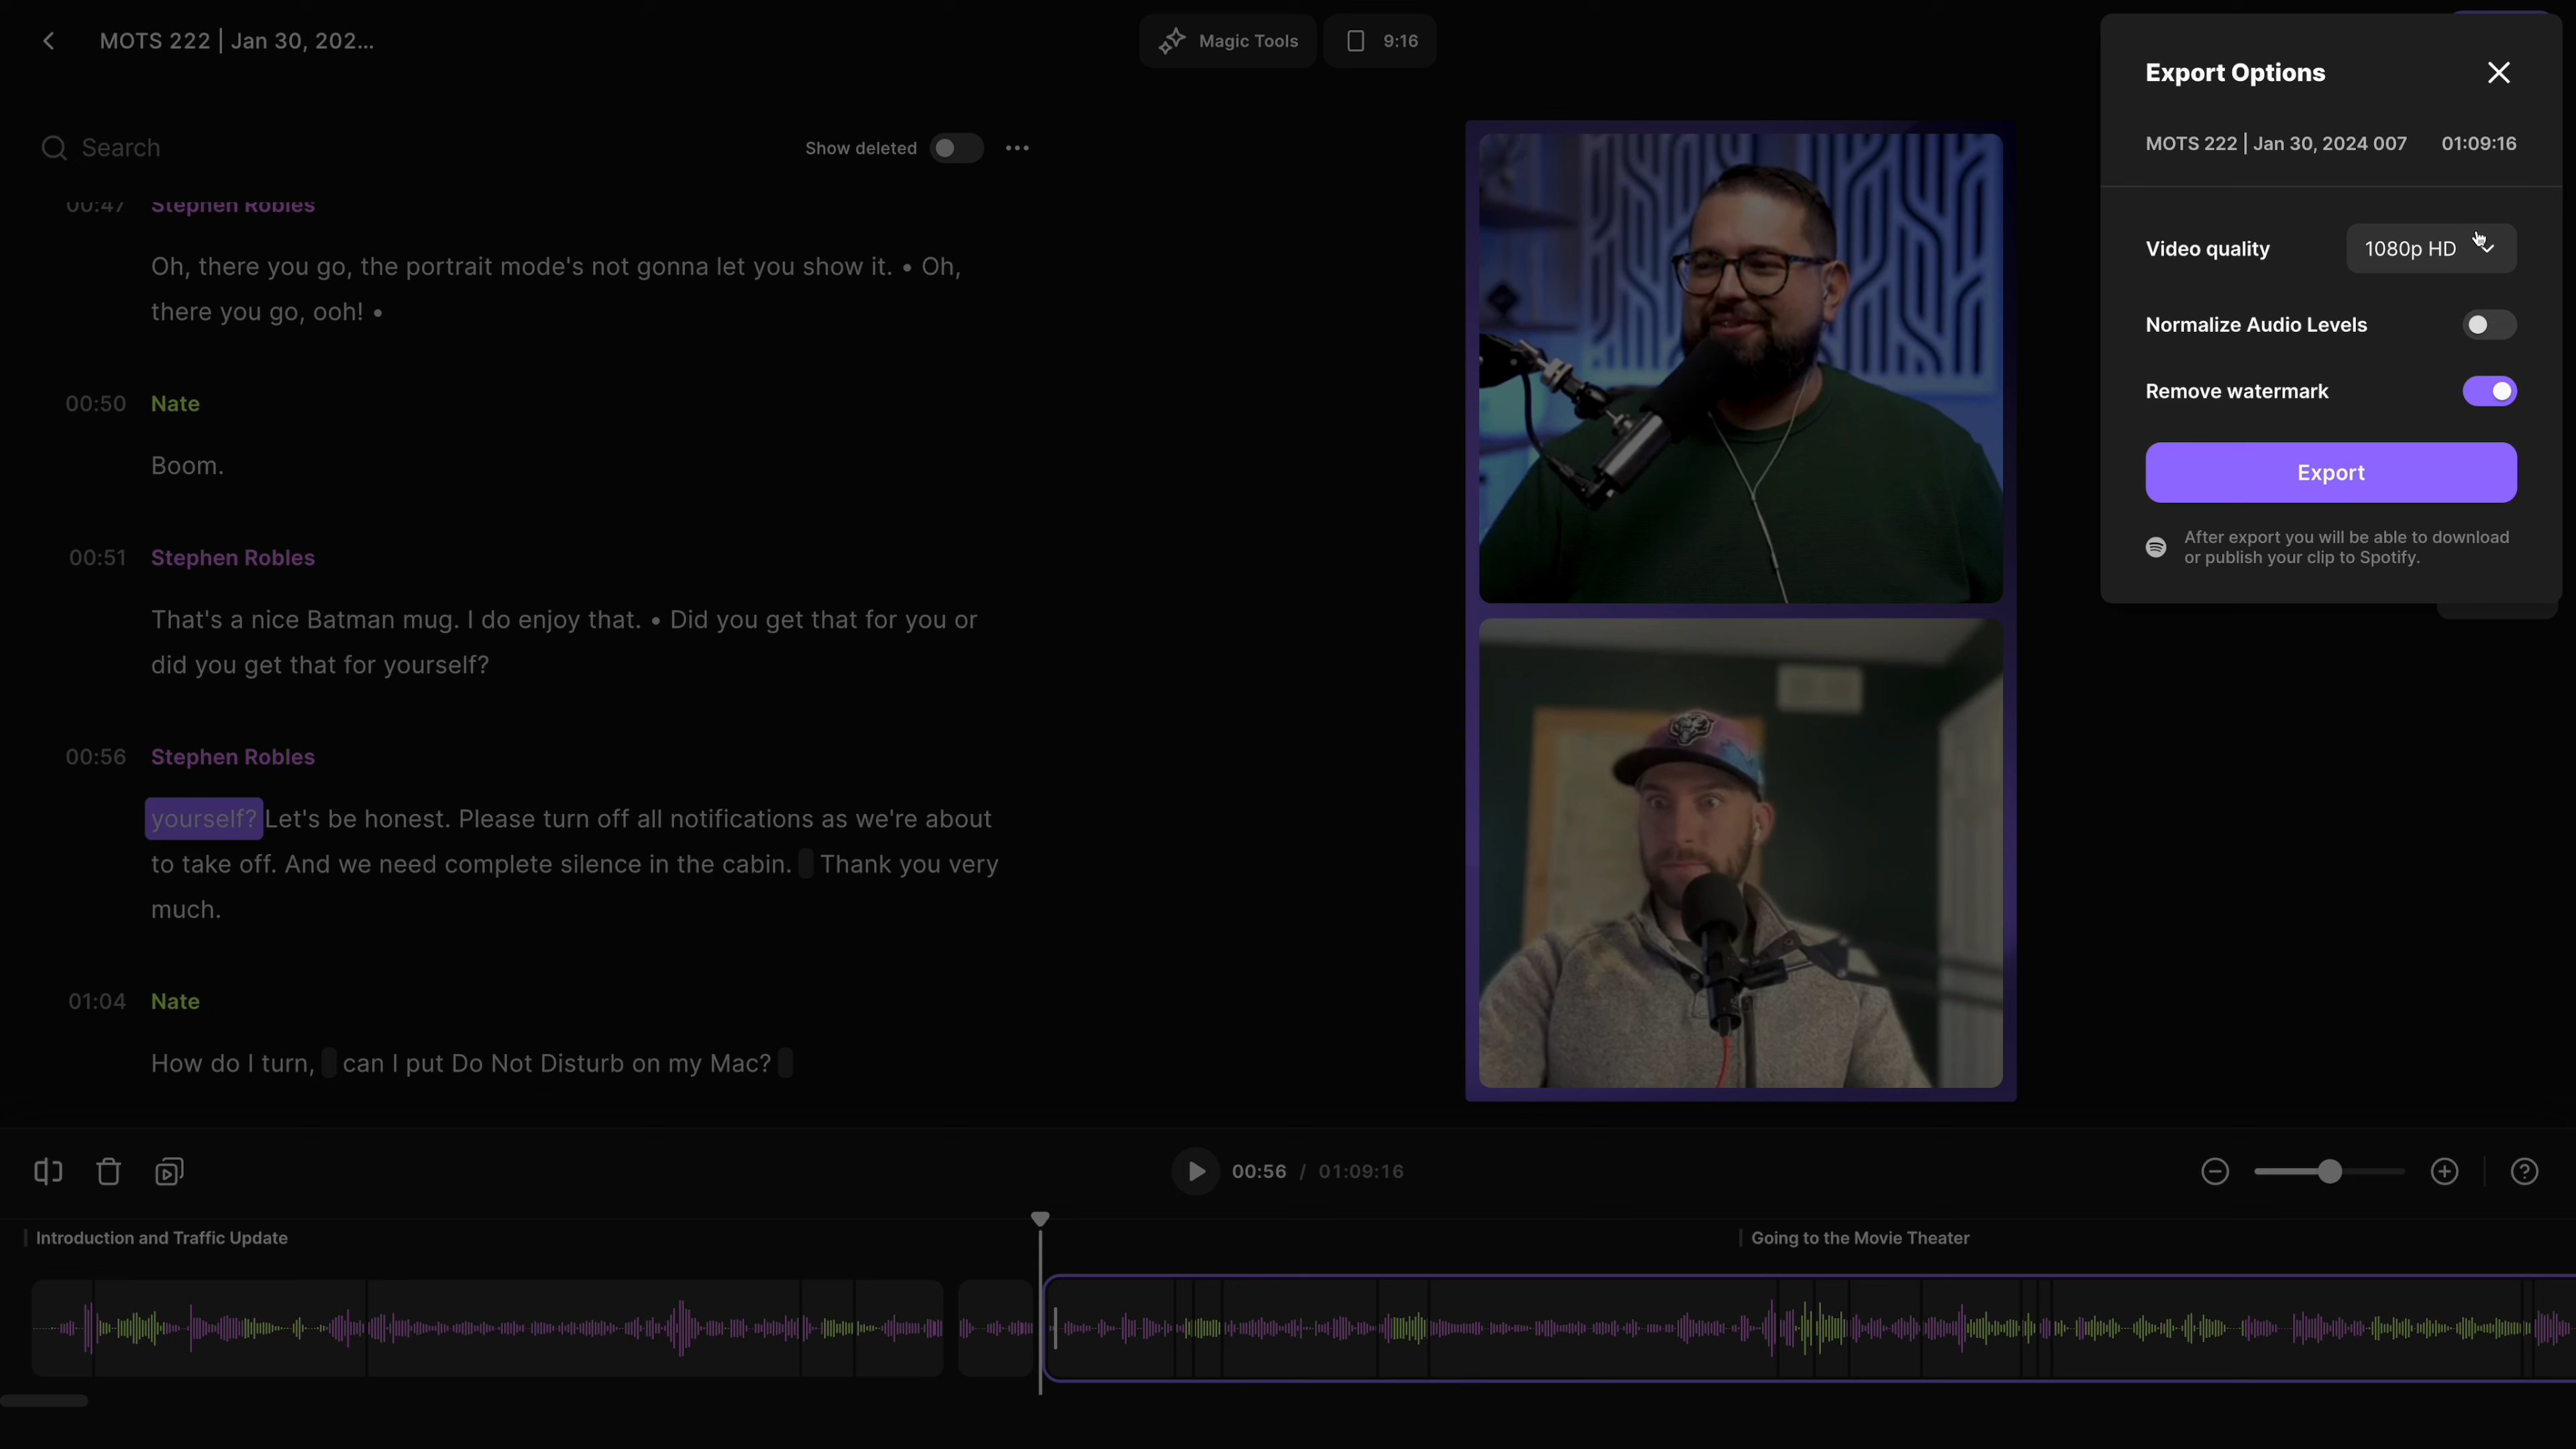 MOTS 222 | Jan 30, 202...
Magic Tools
9:16
Search
Show deleted
00:47 Stephen Robles
Oh, there you go, the portrait mode's not gonna let you show it. • Oh,
there you go, ooh! •
00:50 Nate
Boom.
00:51 Stephen Robles
That's a nice Batman mug. I do enjoy that. • Did you get that for you or
did you get that for yourself?
00:56 Stephen Robles
yourself? Let's be honest. Please turn off all notifications as we're about
to take off. And we need complete silence in the cabin. Thank you very
much.
01:04 Nate
How do I turn, can I put Do Not Disturb on my Mac?
Export Options
MOTS 222 | Jan 30, 2024 007 01:09:16
Video quality 1080p HD
Normalize Audio Levels
Remove watermark
Export
After export you will be able to download
or publish your clip to Spotify.
00:56 / 01:09:16
Introduction and Traffic Update
Going to the Movie Theater